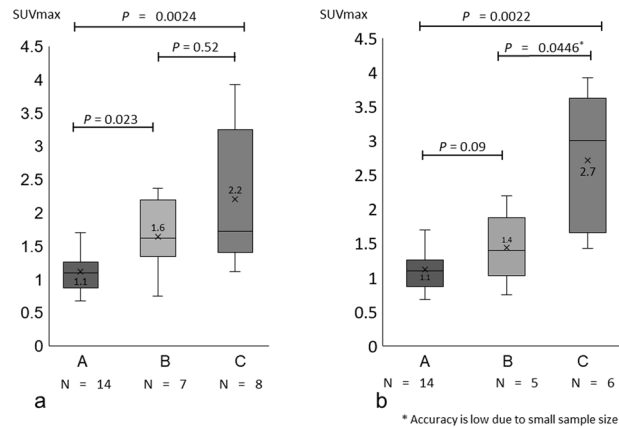 SUVmax
P = 0.0024
4.5
4
3.5
3
2.5
2
1.5
1
0.5
0
P = 0.52
P = 0.023
1.1
1.6
2.2
A
B
C
N = 14
N = 7
N = 8
a
SUVmax
P = 0.0022
4.5
4
3.5
3
2.5
2
1.5
1
0.5
0
P = 0.0446*
P = 0.09
1.1
1.4
2.7
A
B
C
N = 14
N = 5
N = 6
b
* Accuracy is low due to small sample size